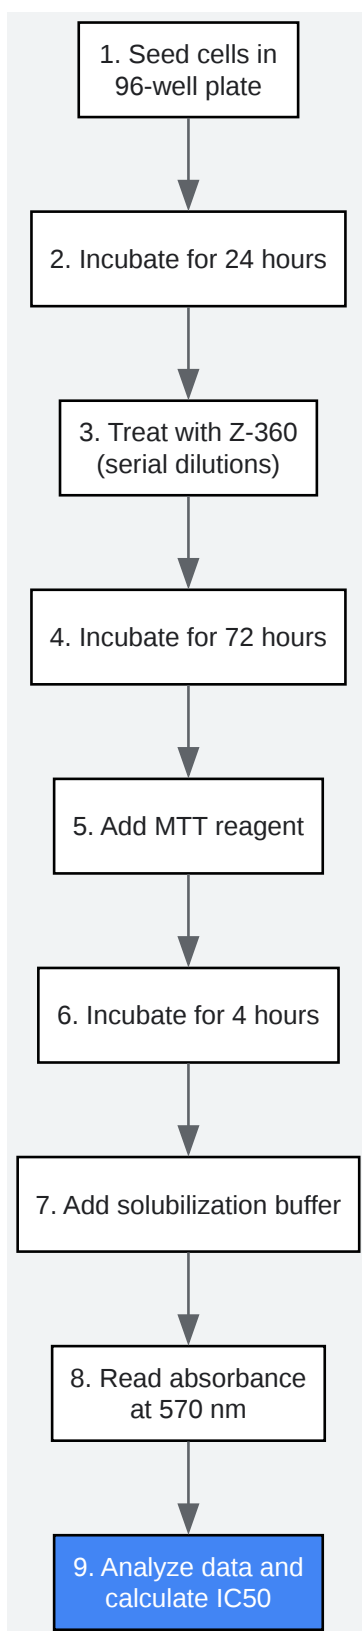 1. Seed cells in
96-well plate
2. Incubate for 24 hours
3. Treat with Z-360
(serial dilutions)
4. Incubate for 72 hours
5. Add MTT reagent
6. Incubate for 4 hours
7. Add solubilization buffer
8. Read absorbance
at 570 nm
9. Analyze data and
calculate IC50